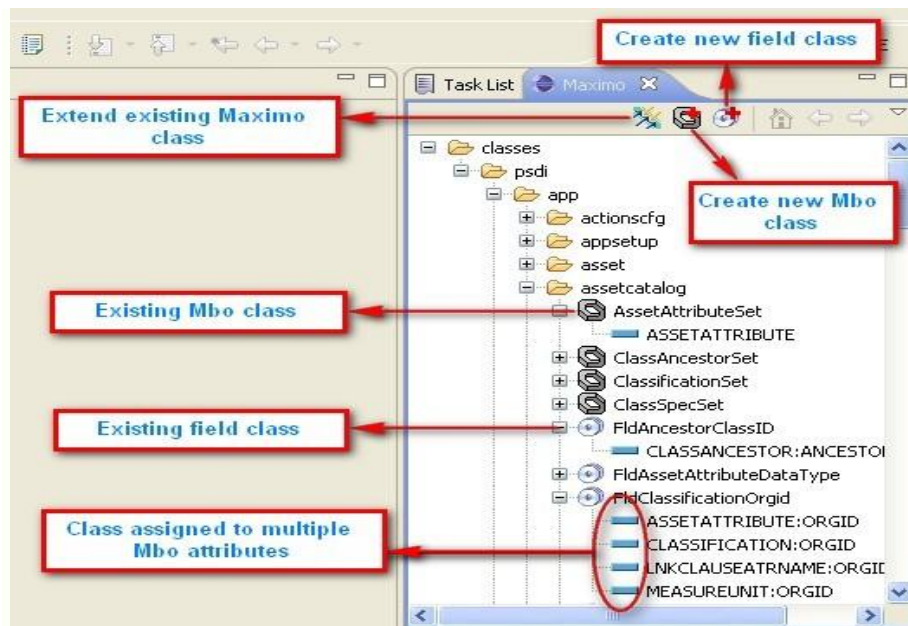 Create new field class
Task List
Maximo
Extend existing Maximo
class
classes
psdi
app
Create new Mbo
class
actionscfg
appsetup
asset
assetcatalog
Existing Mbo class
AssetAttributeSet
ASSETATTRIBUTE
ClassAncestorSet
ClassificationSet
ClassSpecSet
Existing field class
FldAncestorClassID
CLASSANCESTOR:ANCESTO
FldAssetAttributeDataType
FldClassificationOrgid
Class assigned to multiple
Mbo attributes
ASSETATTRIBUTE:ORGID
CLASSIFICATION:ORGID
LNKCLAUSEATRNAME:ORGID
MEASUREUNIT:ORGID